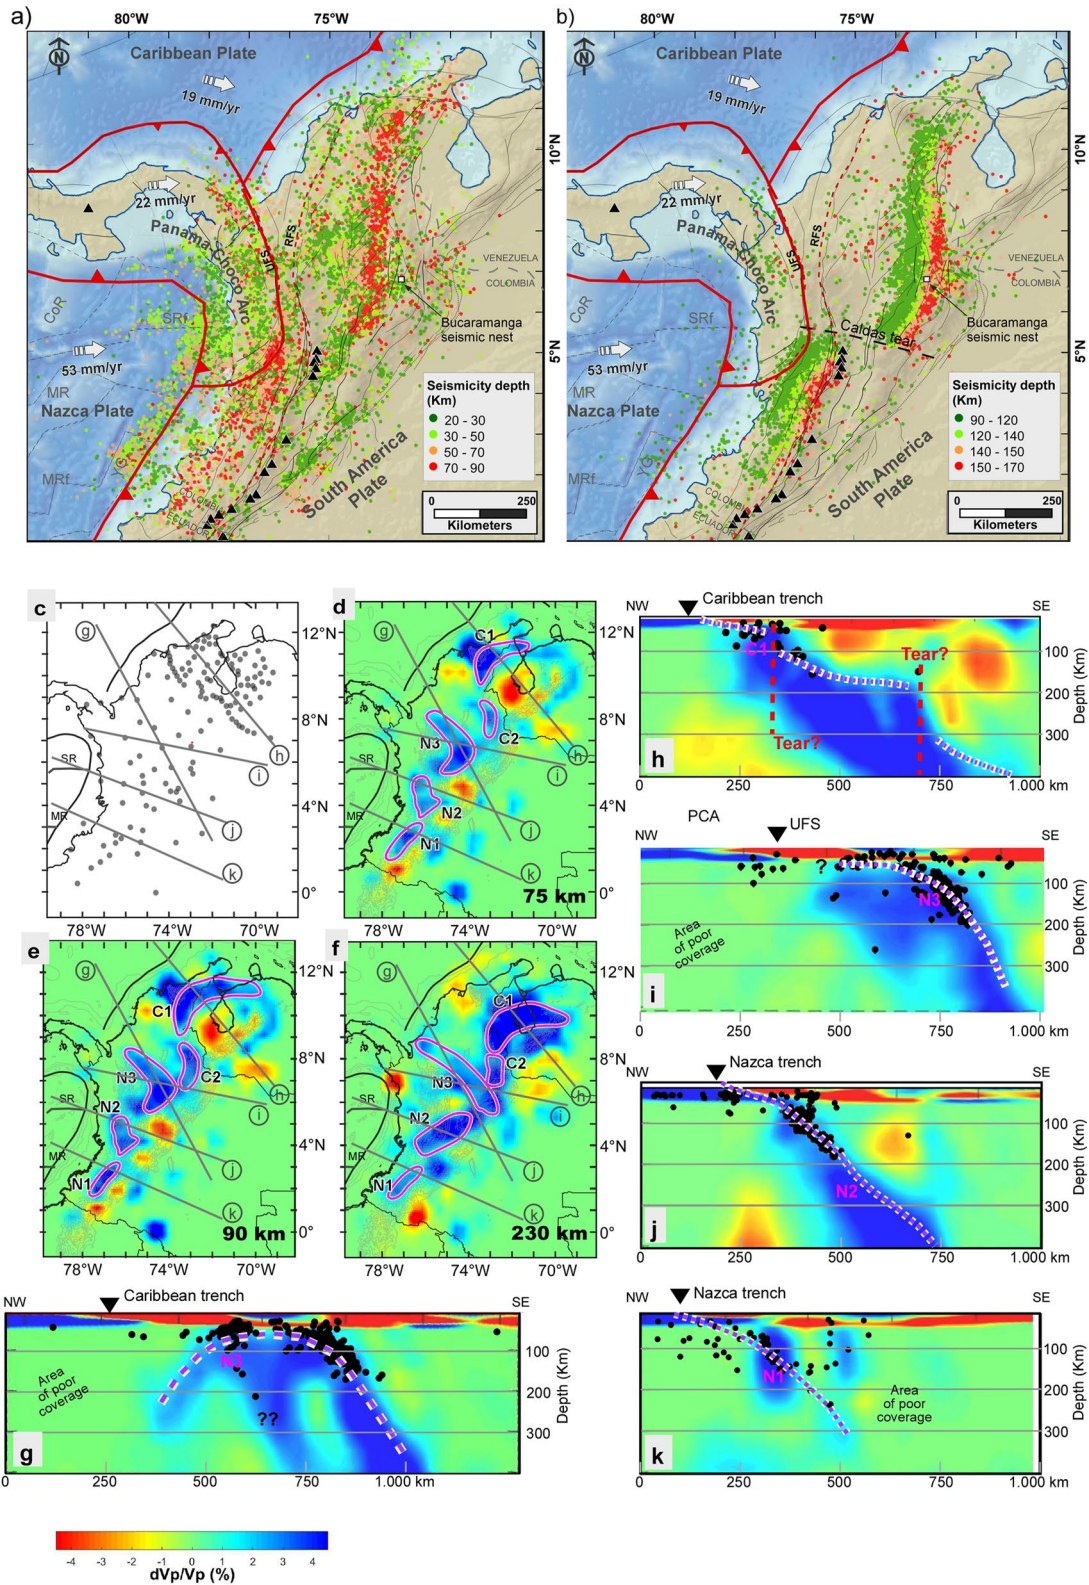 a)
80°W
75°W
Caribbean Plate
N
19 mm/yr
10°N
22 mm/yr
Panama Choco Arc
RFS
UFS
VENEZUELA
COLOMBIA
CoR
SRf
Bucaramanga
seismic nest
5°N
53 mm/yr
MR
Nazca Plate
Seismicity depth
(Km)
20 - 30
30 - 50
50 - 70
70 - 90
MRf
YG
South America
Plate
COLOMBIA
ECUADOR
0
250
Kilometers
b)
80°W
75°W
Caribbean Plate
N
19 mm/yr
10°N
22 mm/yr
Panama Choco Arc
RFS
UFS
VENEZUELA
COLOMBIA
CoR
SRf
Caldas tear
Bucaramanga
seismic nest
5°N
53 mm/yr
MR
Nazca Plate
Seismicity depth
(Km)
90 - 120
120 - 140
140 - 150
150 - 170
MRf
YG
South America
Plate
COLOMBIA
ECUADOR
0
250
Kilometers
c
g
12°N
8°N
h
SR
i
4°N
j
MR
k
0°
78°W
74°W
70°W
d
g
C1
12°N
8°N
N3
C2
h
SR
i
N2
4°N
MR
j
N1
k
0°
75 km
78°W
74°W
70°W
NW
Caribbean trench
SE
C1
100
Tear?
200
Tear?
300
Depth (Km)
h
0
250
500
750
1.000 km
NW
PCA
UFS
SE
?
100
N3
200
Area
of poor
coverage
300
Depth (Km)
i
0
250
500
750
1.000 km
e
g
12°N
C1
8°N
N3
C2
h
SR
N2
i
4°N
MR
j
N1
k
0°
90 km
78°W
74°W
70°W
f
g
12°N
C1
8°N
C2
N3
h
SR
N2
i
4°N
MR
j
N1
k
0°
230 km
78°W
74°W
70°W
NW
Nazca trench
SE
100
200
N2
300
Depth (Km)
j
0
250
500
750
1.000 km
NW
Caribbean trench
SE
N3
100
Area
of poor
coverage
200
??
300
Depth (Km)
g
0
250
500
750
1.000 km
NW
Nazca trench
SE
100
N1
200
Area
of poor
coverage
300
Depth (Km)
k
0
250
500
750
1.000 km
-4
-3
-2
-1
0
1
2
3
4
dVp/Vp (%)